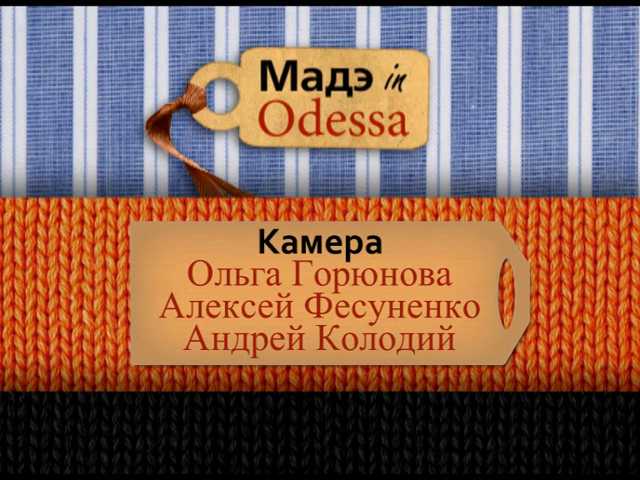 Мадэ in
Odessa
Камера
Ольга Горюнова
Алексей Фесуненко
Андрей Колодий